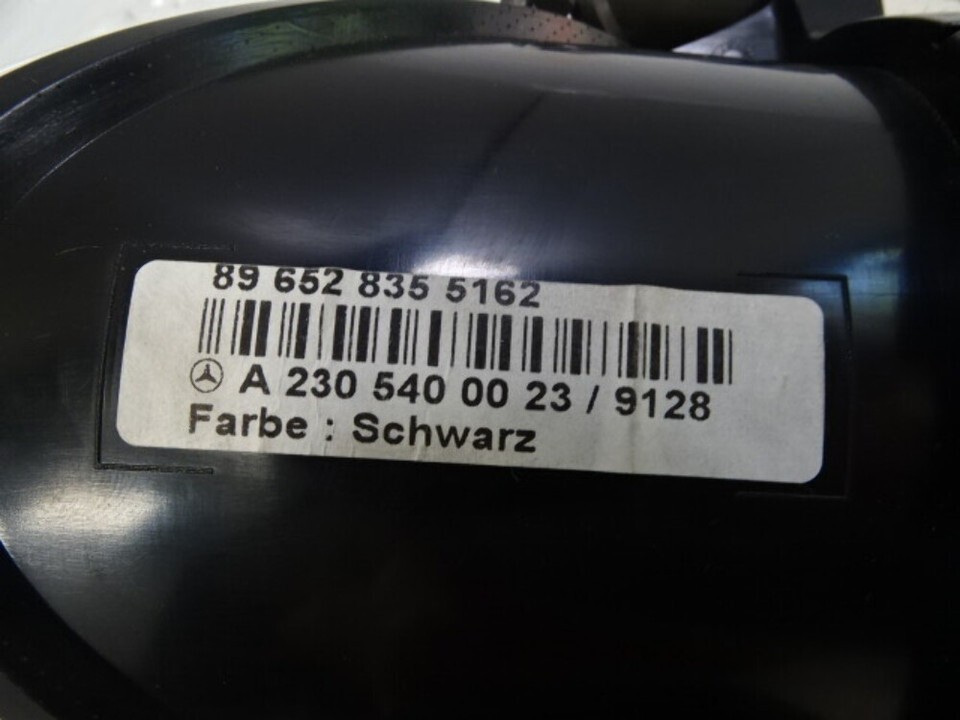 89 652 835 5162
A 230 540 00 23 / 9128
Farbe : Schwarz